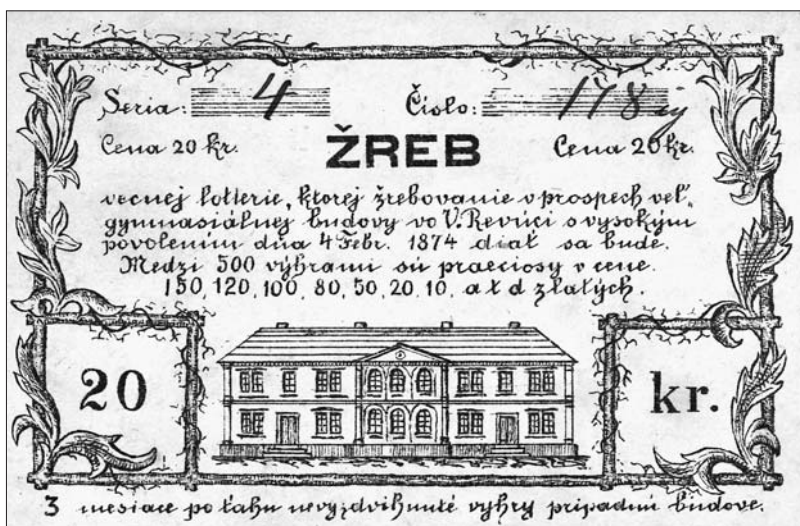 Seria: 4 Číslo: 178
Cena 20 kr. ŽREB Cena 20 kr.
vecnej lotterie, ktorej žrebovanie v prospech veľ.
gymnasiálnej budovy vo V. Revúci s vysokým
povolením dňa 4 Febr. 1874 diať sa bude.
Medzi 500 výhrami sú praeciosy v cene
150, 120, 100, 80, 50, 20, 10, a t d zlatých.
20 kr.
3 mesiace po ťahu nevyzdvihnuté výhry pripadnú budove.